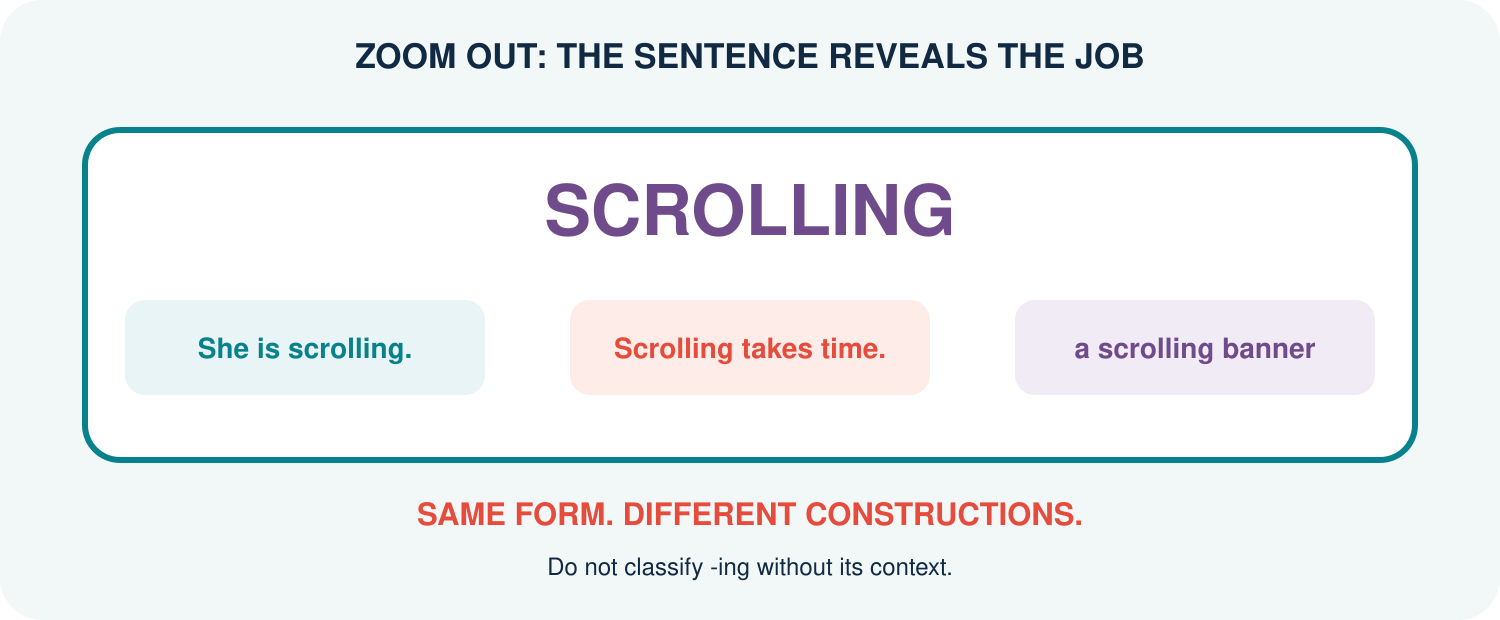 ZOOM OUT: THE SENTENCE REVEALS THE JOB
SCROLLING
She is scrolling.
Scrolling takes time.
a scrolling banner
SAME FORM. DIFFERENT CONSTRUCTIONS.
Do not classify -ing without its context.